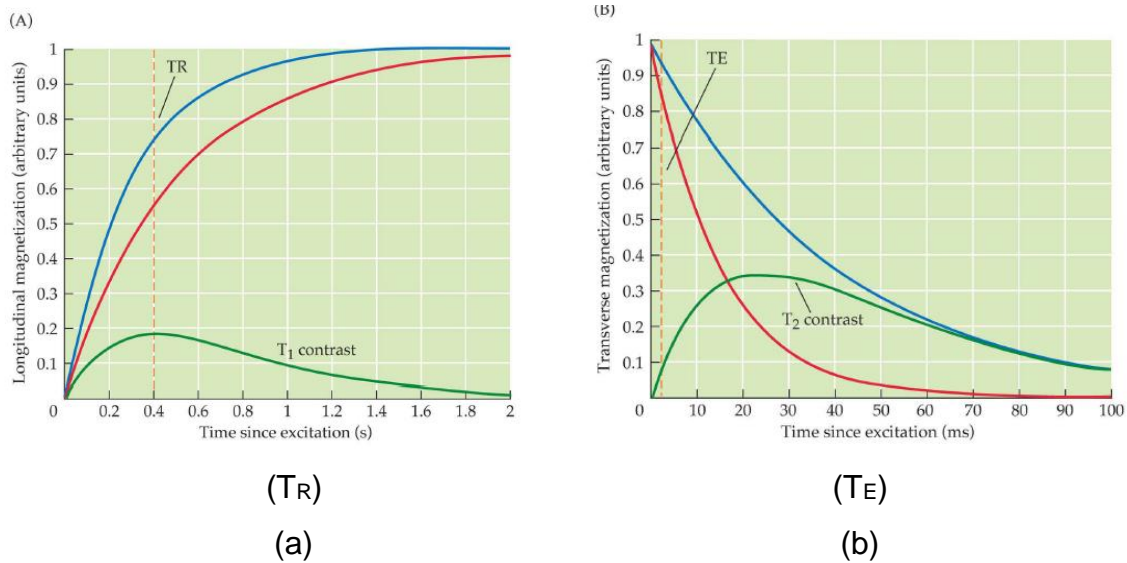 (A)
Longitudinal magnetization (arbitrary units)
1
0.9
0.8
0.7
0.6
0.5
0.4
0.3
0.2
0.1
0
TR
T₁ contrast
0.2 0.4 0.6 0.8 1 1.2 1.4 1.6 1.8 2
Time since excitation (s)
(TR)
(a)
(B)
Transverse magnetization (arbitrary units)
1
0.9
0.8
0.7
0.6
0.5
0.4
0.3
0.2
0.1
0
TE
T₂ contrast
10 20 30 40 50 60 70 80 90 100
Time since excitation (ms)
(TE)
(b)